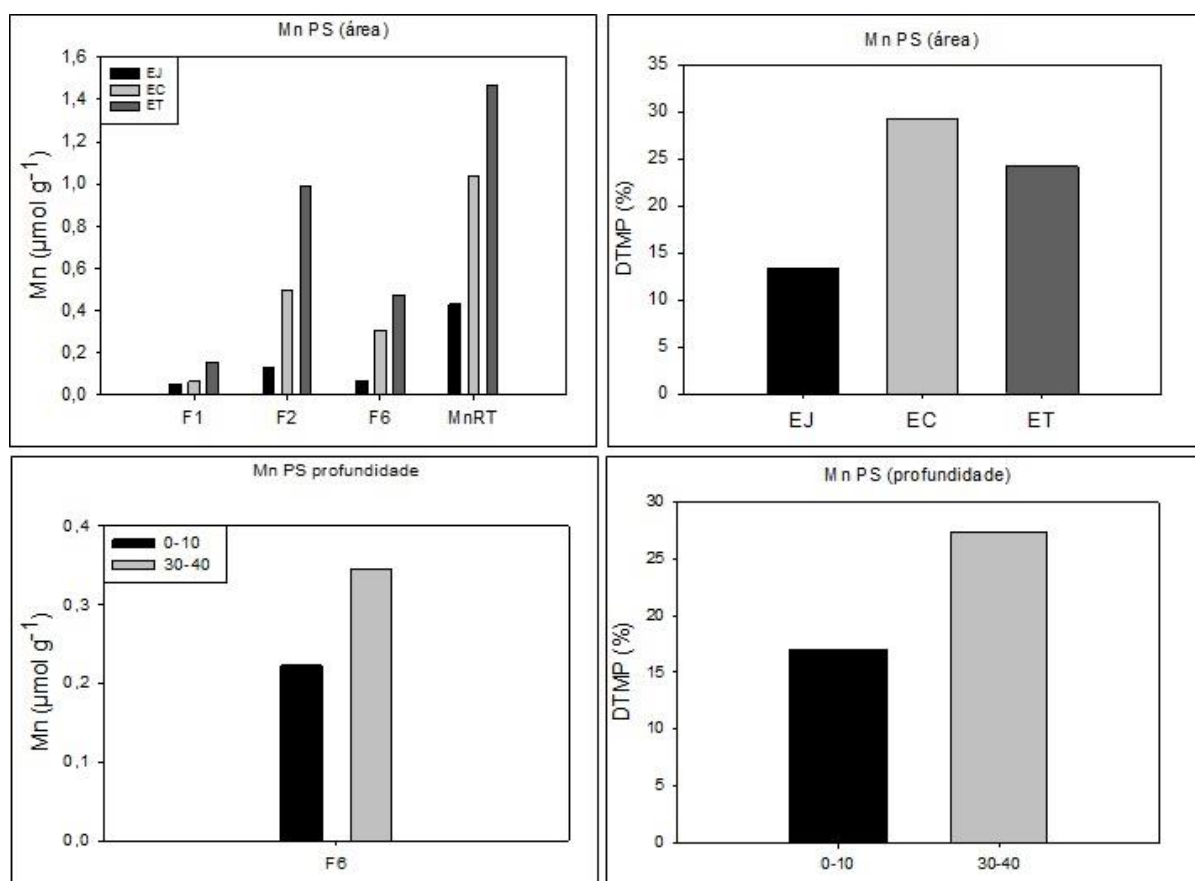 Mn PS (área)
1,6
1,4
1,2
1,0
0,8
0,6
0,4
0,2
0,0
Mn (µmol g⁻¹)
EJ
EC
ET
F1 F2 F6 MnRT
Mn PS (área)
35
30
25
20
15
10
5
0
DTMP (%)
EJ EC ET
Mn PS profundidade
0,4
0,3
0,2
0,1
0,0
Mn (µmol g⁻¹)
0-10
30-40
F6
Mn PS (profundidade)
30
25
20
15
10
5
0
DTMP (%)
0-10 30-40